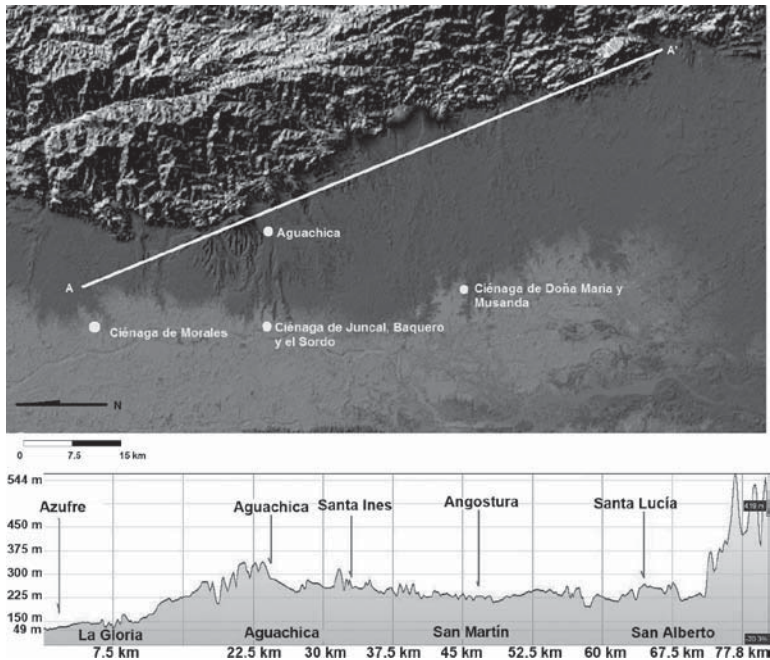 A'
Aguachica
A
Ciénaga de Doña Maria y
Musanda
Ciénaga de Morales
Ciénaga de Juncal, Baquero
y el Sordo
N
0 7.5 15 km
544 m
450 m
375 m
300 m
225 m
150 m
49 m
Azufre
Aguachica
Santa Ines
Angostura
Santa Lucía
La Gloria
Aguachica
San Martín
San Alberto
7.5 km 22.5 km 30 km 37.5 km 45 km 52.5 km 60 km 67.5 km 77.8 km